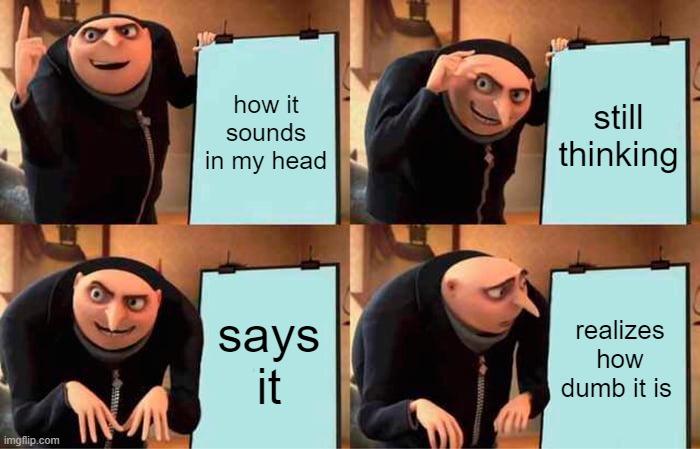 how it
sounds
in my head
still
thinking
says
it
realizes
how
dumb it is
imgflip.com